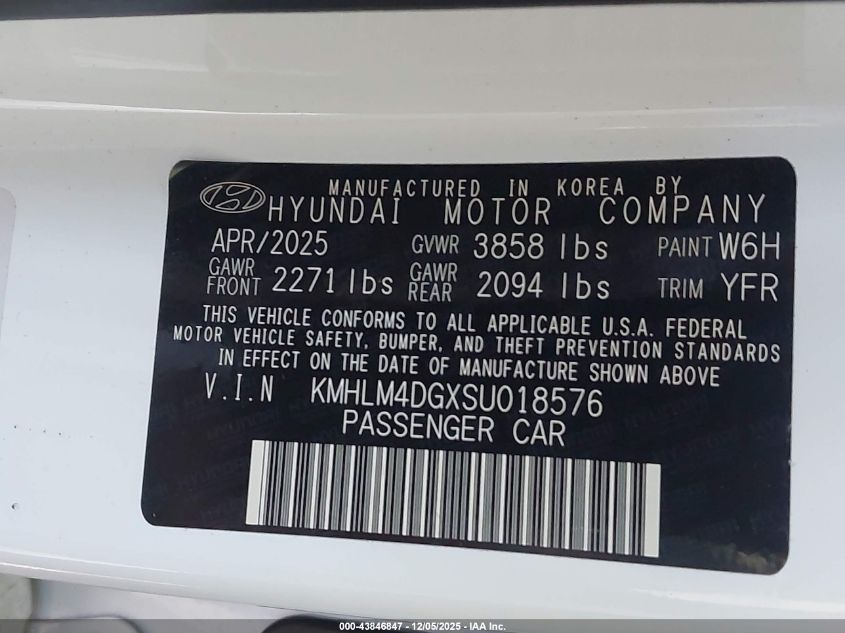 MANUFACTURED IN KOREA BY
HYUNDAI MOTOR COMPANY
APR/2025 GVWR 3858 lbs PAINT W6H
GAWR FRONT 2271 lbs GAWR REAR 2094 lbs TRIM YFR
THIS VEHICLE CONFORMS TO ALL APPLICABLE U.S.A. FEDERAL
MOTOR VEHICLE SAFETY, BUMPER, AND THEFT PREVENTION STANDARDS
IN EFFECT ON THE DATE OF MANUFACTURE SHOWN ABOVE
V.I.N KMHLM4DGXSU018576
PASSENGER CAR
000-43846847 - 12/05/2025 - IAA Inc.